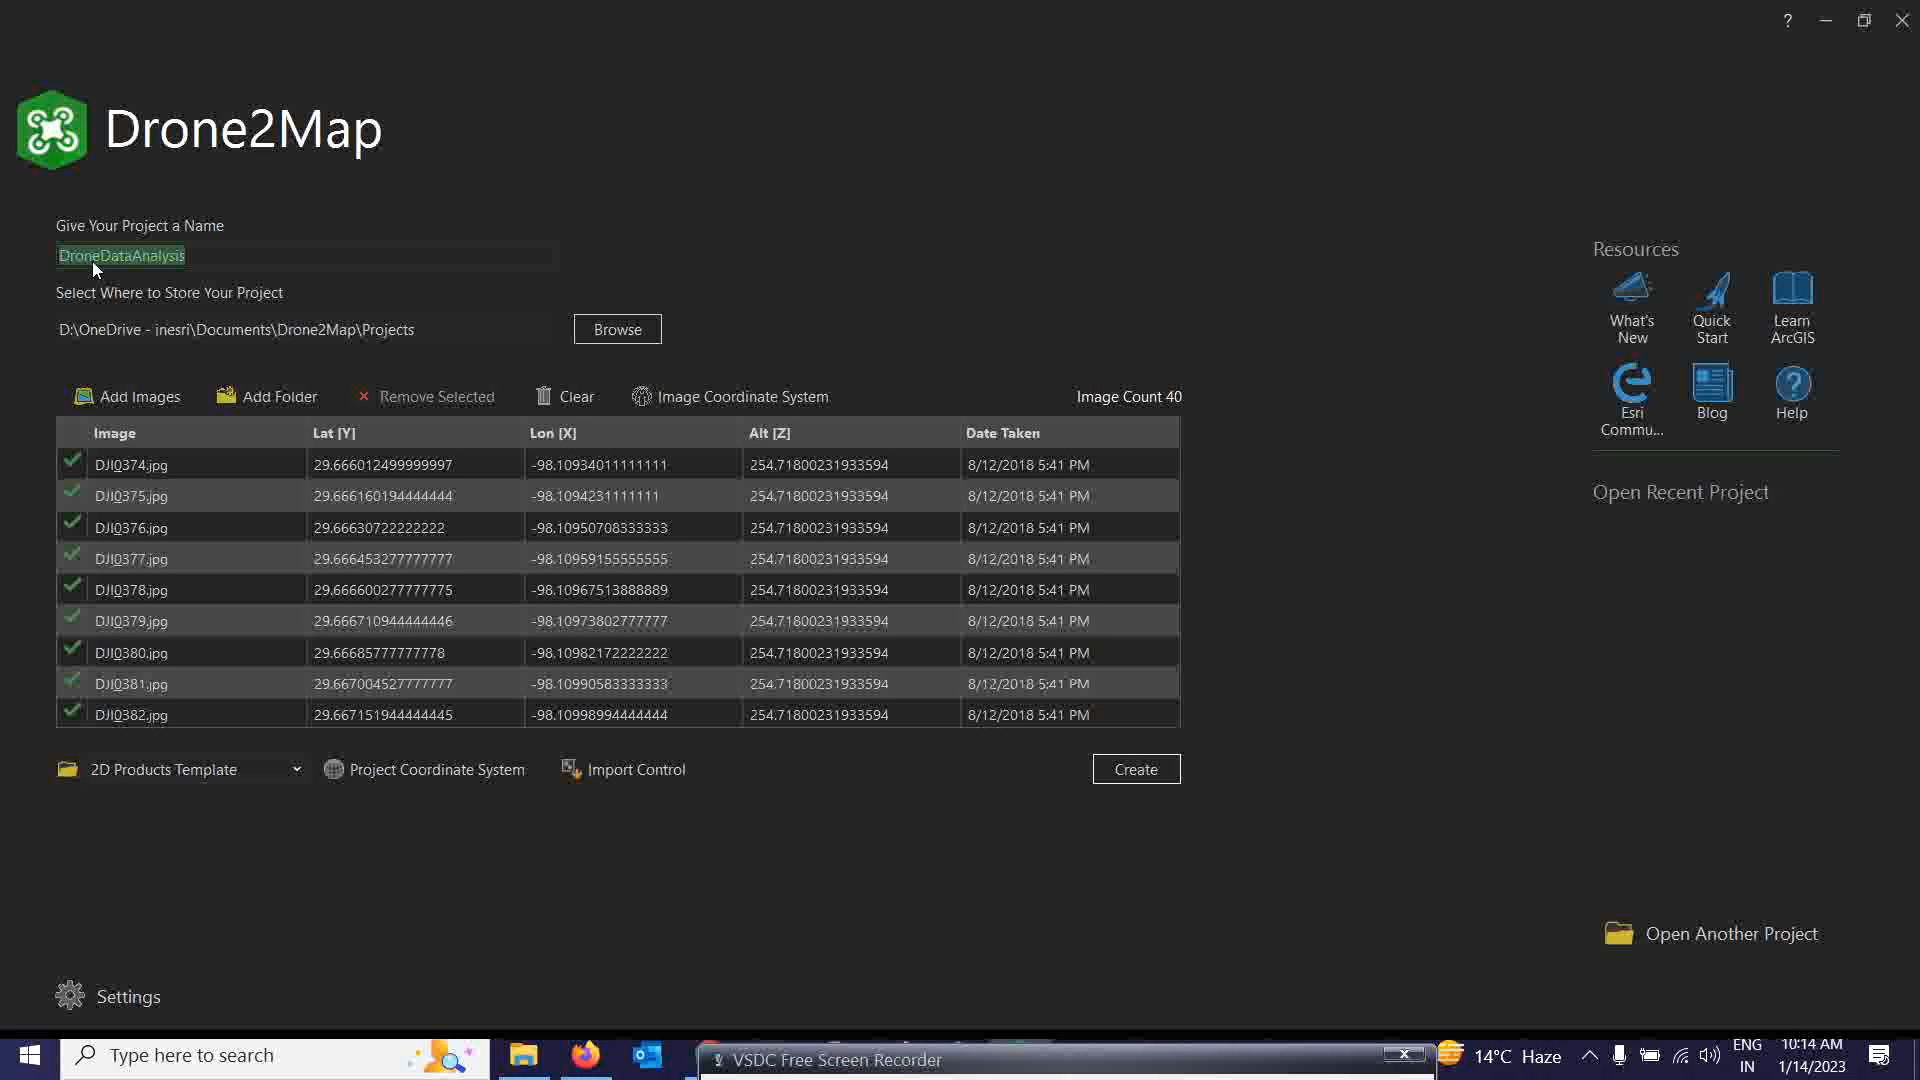 ?
Drone2Map
Give Your Project a Name
DroneDataAnalysis
Select Where to Store Your Project
D:\OneDrive - inesri\Documents\Drone2Map\Projects
Browse
Add Images
Add Folder
Remove Selected
Clear
Image Coordinate System
Image Count 40
Image Lat [Y] Lon [X] Alt [Z] Date Taken
DJI0374.jpg 29.666012499999997 -98.10934011111111 254.71800231933594 8/12/2018 5:41 PM
DJI0375.jpg 29.666160194444444 -98.1094231111111 254.71800231933594 8/12/2018 5:41 PM
DJI0376.jpg 29.66630722222222 -98.10950708333333 254.71800231933594 8/12/2018 5:41 PM
DJI0377.jpg 29.666453277777777 -98.10959155555555 254.71800231933594 8/12/2018 5:41 PM
DJI0378.jpg 29.666600277777775 -98.10967513888889 254.71800231933594 8/12/2018 5:41 PM
DJI0379.jpg 29.666710944444446 -98.10973802777777 254.71800231933594 8/12/2018 5:41 PM
DJI0380.jpg 29.66685777777778 -98.10982172222222 254.71800231933594 8/12/2018 5:41 PM
DJI0381.jpg 29.667004527777777 -98.10990583333333 254.71800231933594 8/12/2018 5:41 PM
DJI0382.jpg 29.667151944444445 -98.10998994444444 254.71800231933594 8/12/2018 5:41 PM
2D Products Template
Project Coordinate System
Import Control
Create
Resources
What's New
Quick Start
Learn ArcGIS
Esri Commu...
Blog
Help
Open Recent Project
Open Another Project
Settings
Type here to search
VSDC Free Screen Recorder
14°C Haze
ENG
IN
10:14 AM
1/14/2023